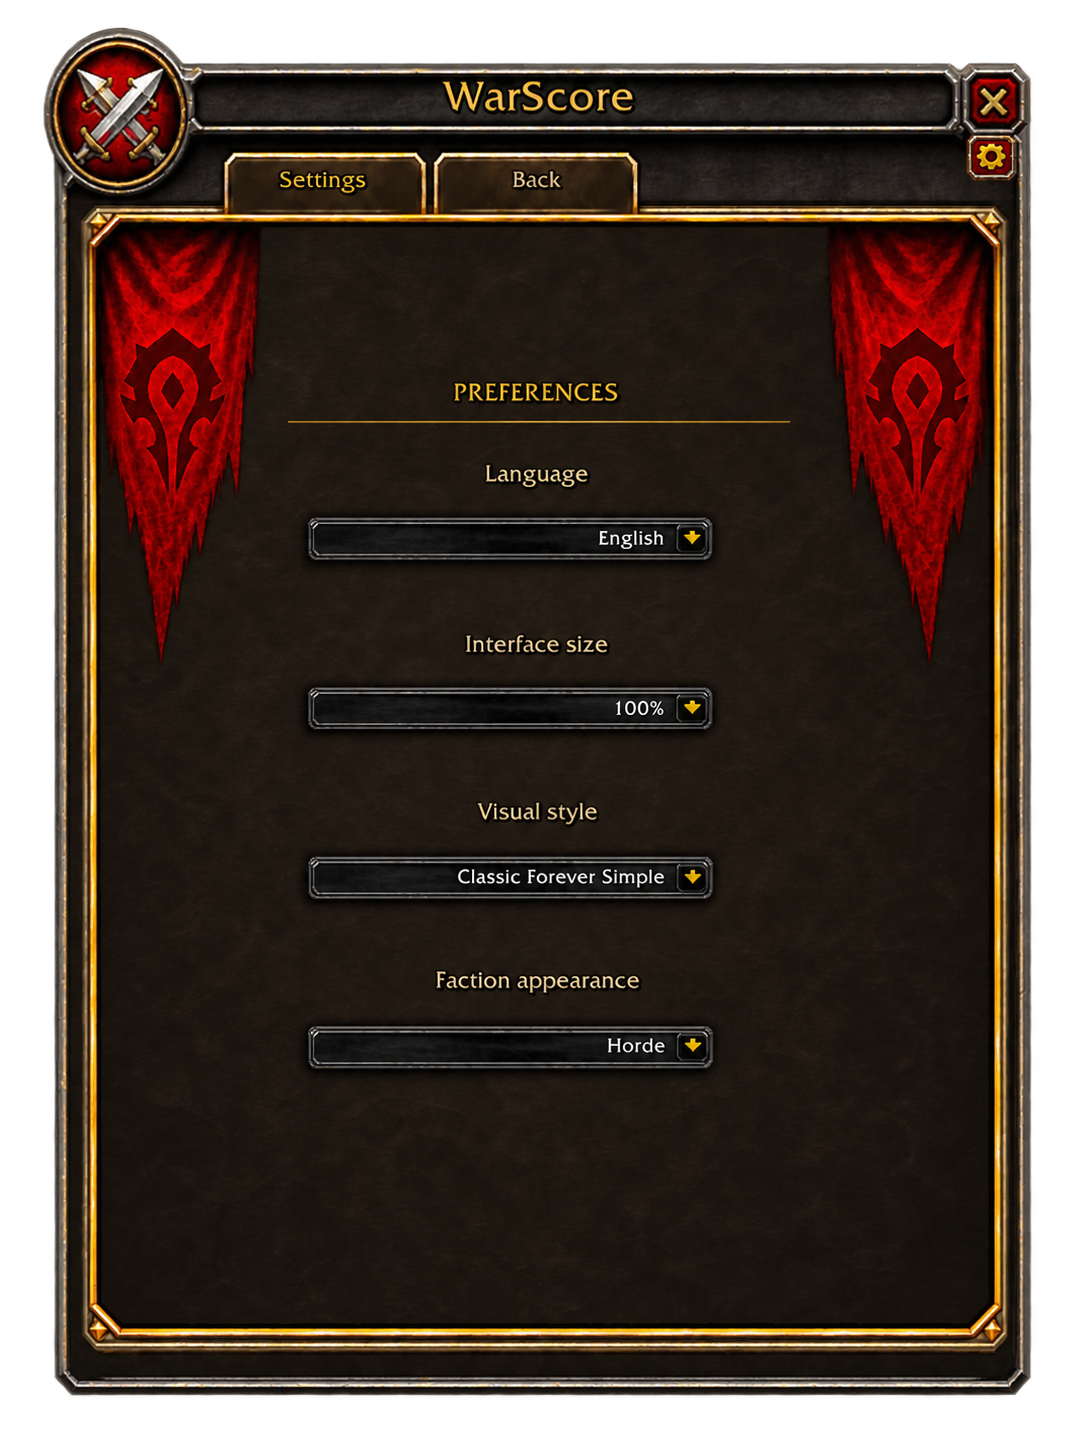 WarScore
Settings
Back
PREFERENCES
Language
English
Interface size
100%
Visual style
Classic Forever Simple
Faction appearance
Horde